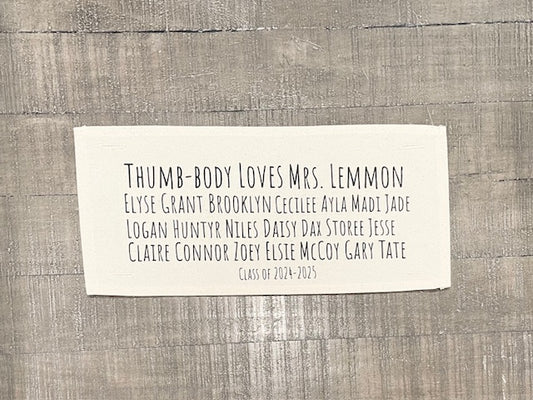 Thumb-body Loves Mrs. Lemmon
Elyse Grant Brooklyn Cecilee Ayla Madi Jade
Logan Huntyr Niles Daisy Dax Storee Jesse
Claire Connor Zoey Elsie McCoy Gary Tate
Class of 2024-2025